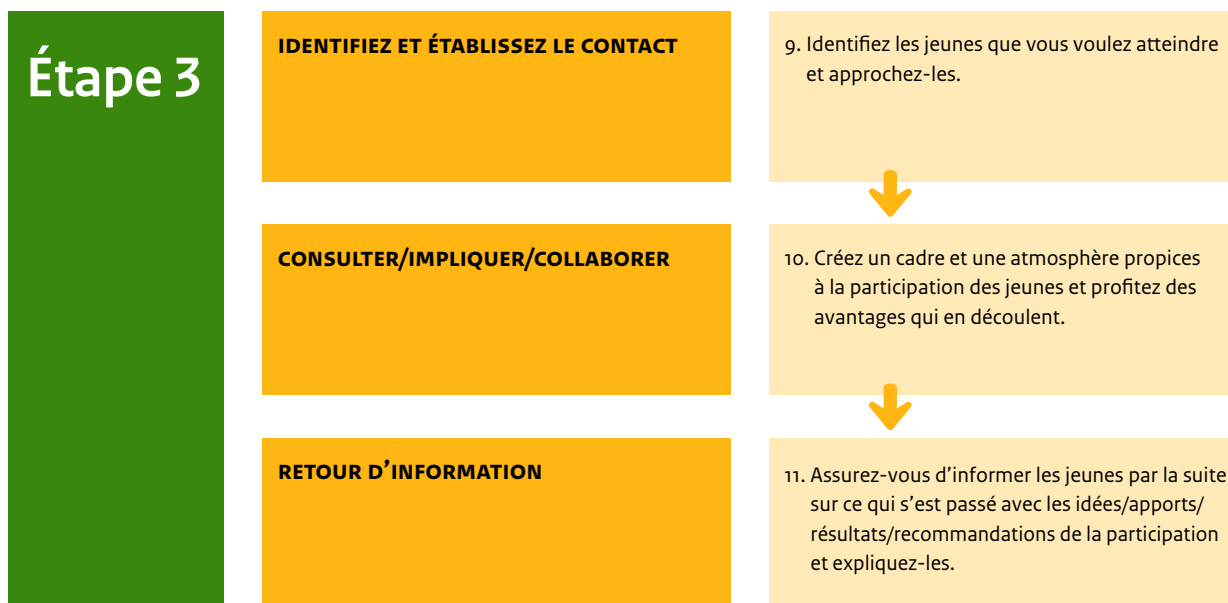 Étape 3
IDENTIFIEZ ET ÉTABLISSEZ LE CONTACT
9. Identifiez les jeunes que vous voulez atteindre
et approchez-les.
CONSULTER/IMPLIQUER/COLLABORER
10. Créez un cadre et une atmosphère propices
à la participation des jeunes et profitez des
avantages qui en découlent.
RETOUR D’INFORMATION
11. Assurez-vous d’informer les jeunes par la suite
sur ce qui s’est passé avec les idées/apports/
résultats/recommandations de la participation
et expliquez-les.